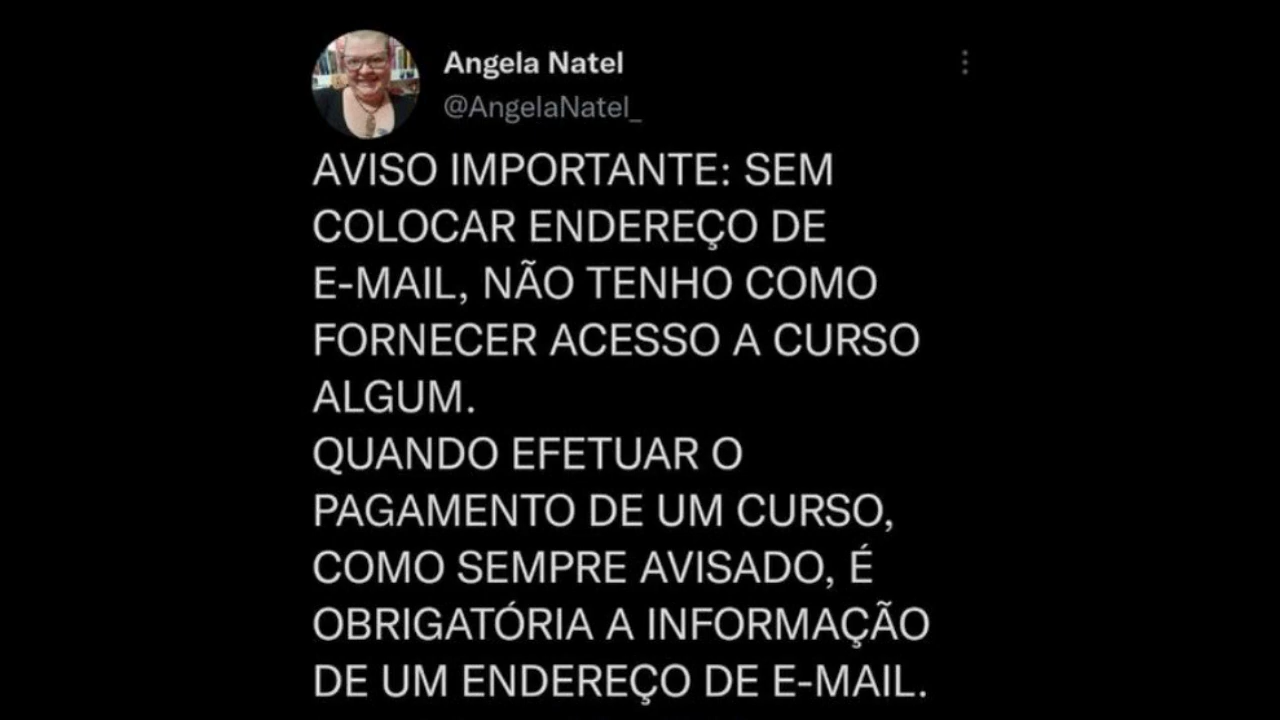 Angela Natel
@AngelaNatel_
AVISO IMPORTANTE: SEM
COLOCAR ENDEREÇO DE
E-MAIL, NÃO TENHO COMO
FORNECER ACESSO A CURSO
ALGUM.
QUANDO EFETUAR O
PAGAMENTO DE UM CURSO,
COMO SEMPRE AVISADO, É
OBRIGATÓRIA A INFORMAÇÃO
DE UM ENDEREÇO DE E-MAIL.